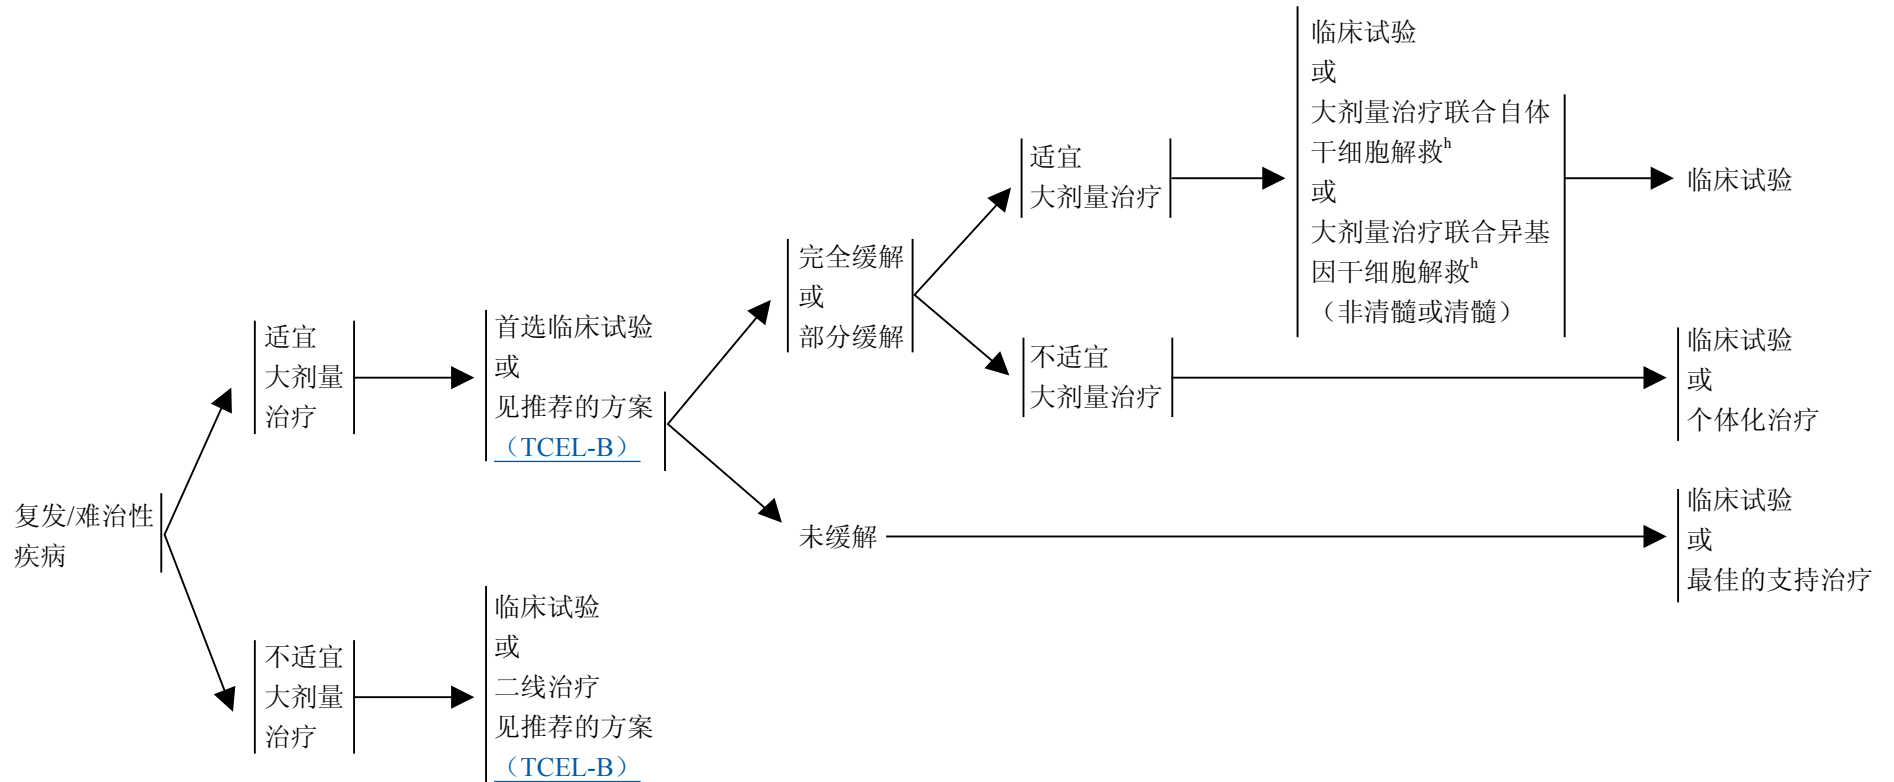 复发/难治性
疾病
适宜
大剂量
治疗
不适宜
大剂量
治疗
首选临床试验
或
见推荐的方案
（TCEL-B）
临床试验
或
二线治疗
见推荐的方案
（TCEL-B）
完全缓解
或
部分缓解
未缓解
适宜
大剂量治疗
不适宜
大剂量治疗
临床试验
或
大剂量治疗联合自体
干细胞解救h
或
大剂量治疗联合异基
因干细胞解救h
（非清髓或清髓）
临床试验
临床试验
或
个体化治疗
临床试验
或
最佳的支持治疗